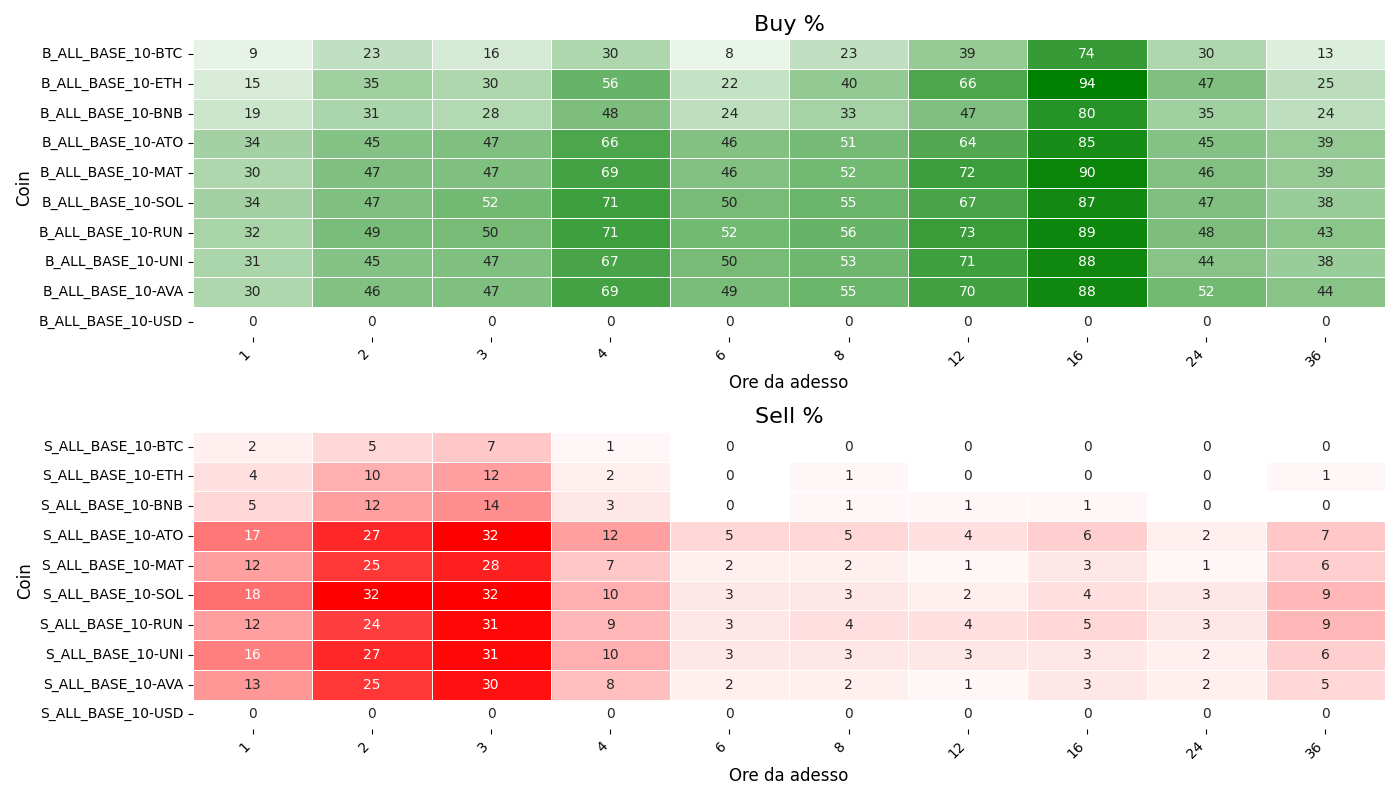 Buy %
Coin
B_ALL_BASE_10-BTC 9 23 16 30 8 23 39 74 30 13
B_ALL_BASE_10-ETH 15 35 30 56 22 40 66 94 47 25
B_ALL_BASE_10-BNB 19 31 28 48 24 33 47 80 35 24
B_ALL_BASE_10-ATO 34 45 47 66 46 51 64 85 45 39
B_ALL_BASE_10-MAT 30 47 47 69 46 52 72 90 46 39
B_ALL_BASE_10-SOL 34 47 52 71 50 55 67 87 47 38
B_ALL_BASE_10-RUN 32 49 50 71 52 56 73 89 48 43
B_ALL_BASE_10-UNI 31 45 47 67 50 53 71 88 44 38
B_ALL_BASE_10-AVA 30 46 47 69 49 55 70 88 52 44
B_ALL_BASE_10-USD 0 0 0 0 0 0 0 0 0 0
1 2 3 4 6 8 12 16 24 36
Ore da adesso
Sell %
Coin
S_ALL_BASE_10-BTC 2 5 7 1 0 0 0 0 0 0
S_ALL_BASE_10-ETH 4 10 12 2 0 1 0 0 0 1
S_ALL_BASE_10-BNB 5 12 14 3 0 1 1 1 0 0
S_ALL_BASE_10-ATO 17 27 32 12 5 5 4 6 2 7
S_ALL_BASE_10-MAT 12 25 28 7 2 2 1 3 1 6
S_ALL_BASE_10-SOL 18 32 32 10 3 3 2 4 3 9
S_ALL_BASE_10-RUN 12 24 31 9 3 4 4 5 3 9
S_ALL_BASE_10-UNI 16 27 31 10 3 3 3 3 2 6
S_ALL_BASE_10-AVA 13 25 30 8 2 2 1 3 2 5
S_ALL_BASE_10-USD 0 0 0 0 0 0 0 0 0 0
1 2 3 4 6 8 12 16 24 36
Ore da adesso